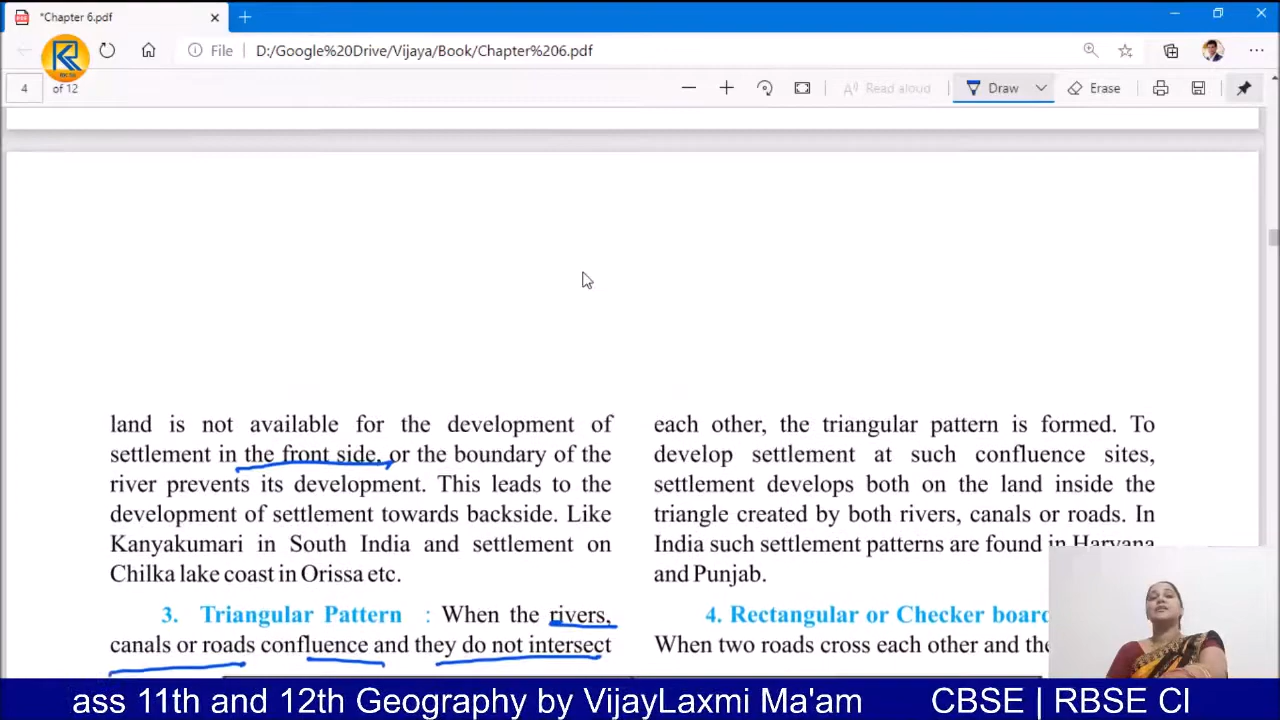 *Chapter 6.pdf
File D:/Google%20Drive/Vijaya/Book/Chapter%206.pdf
4 of 12 Read aloud Draw Erase
land is not available for the development of
settlement in the front side, or the boundary of the
river prevents its development. This leads to the
development of settlement towards backside. Like
Kanyakumari in South India and settlement on
Chilka lake coast in Orissa etc.
3. Triangular Pattern : When the rivers,
canals or roads confluence and they do not intersect
each other, the triangular pattern is formed. To
develop settlement at such confluence sites,
settlement develops both on the land inside the
triangle created by both rivers, canals or roads. In
India such settlement patterns are found in Haryana
and Punjab.
4. Rectangular or Checker board
When two roads cross each other and the
ass 11th and 12th Geography by VijayLaxmi Ma'am CBSE | RBSE Cl